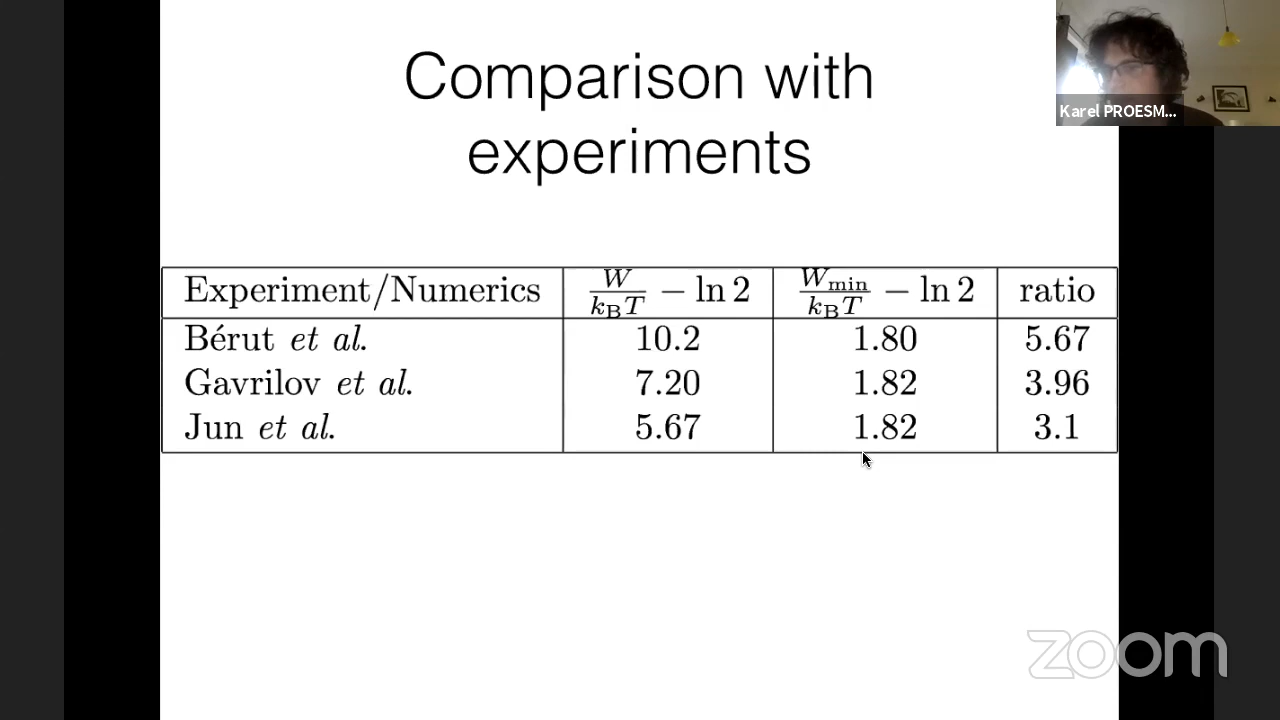 Comparison with
experiments
Karel PROESM...
Experiment/Numerics | W/k_BT − ln 2 | W_min/k_BT − ln 2 | ratio
Bérut et al. | 10.2 | 1.80 | 5.67
Gavrilov et al. | 7.20 | 1.82 | 3.96
Jun et al. | 5.67 | 1.82 | 3.1
zoom